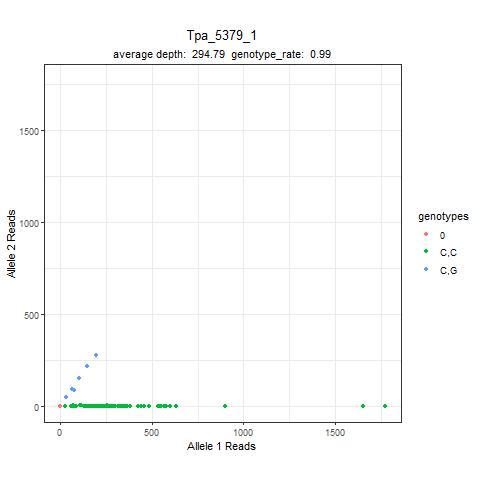 Tpa_5379_1
average depth:  294.79  genotype_rate:  0.99
Allele 2 Reads
1500
1000
500
0
0 500 1000 1500
Allele 1 Reads
genotypes
0
C,C
C,G